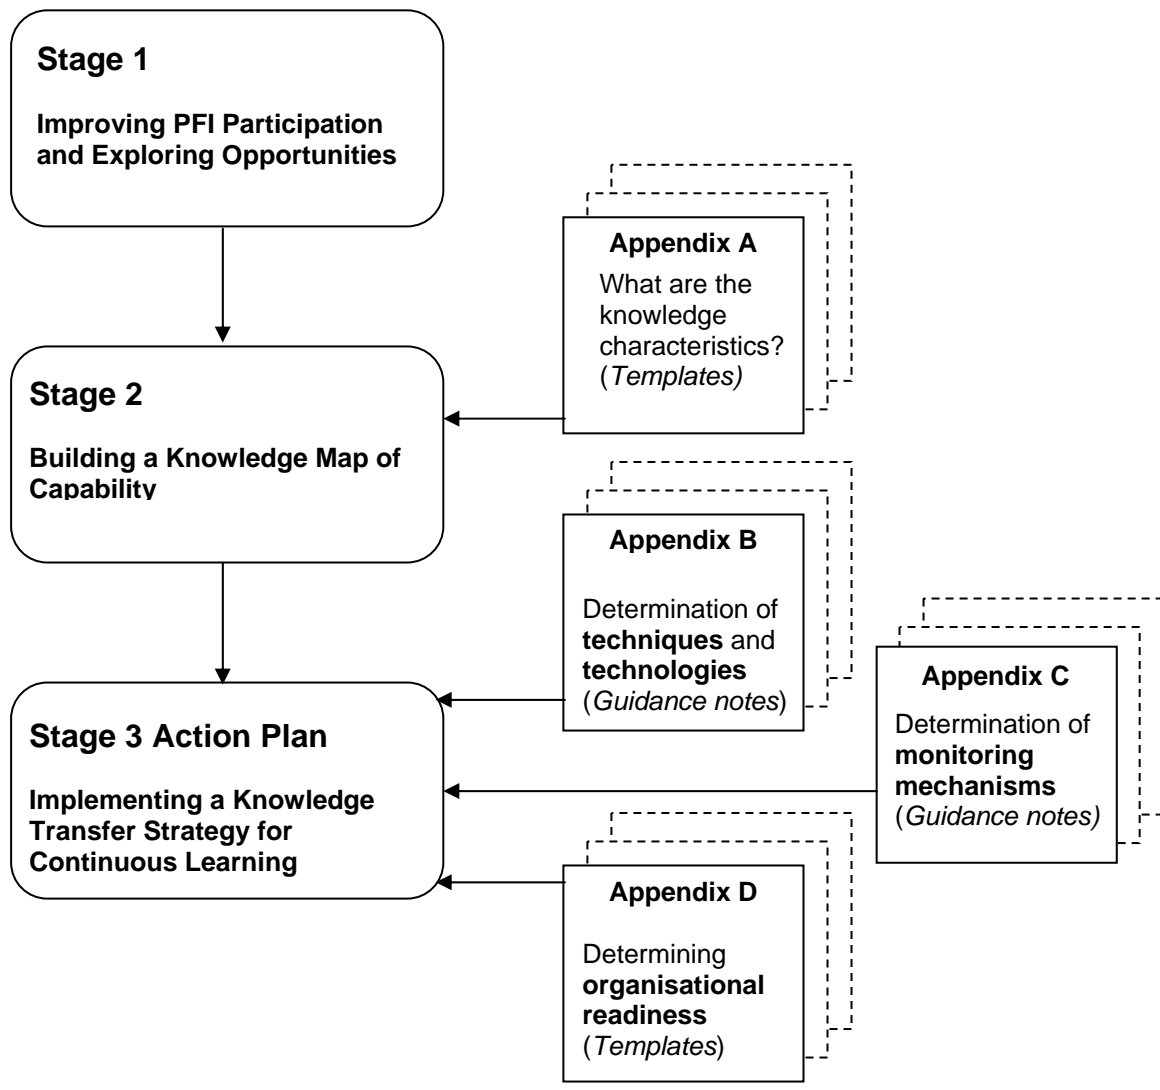 Stage 1
Improving PFI Participation
and Exploring Opportunities
Appendix A
What are the
knowledge
characteristics?
(Templates)
Stage 2
Building a Knowledge Map of
Capability
Appendix B
Determination of
techniques and
technologies
(Guidance notes)
Appendix C
Determination of
monitoring
mechanisms
(Guidance notes)
Stage 3 Action Plan
Implementing a Knowledge
Transfer Strategy for
Continuous Learning
Appendix D
Determining
organisational
readiness
(Templates)